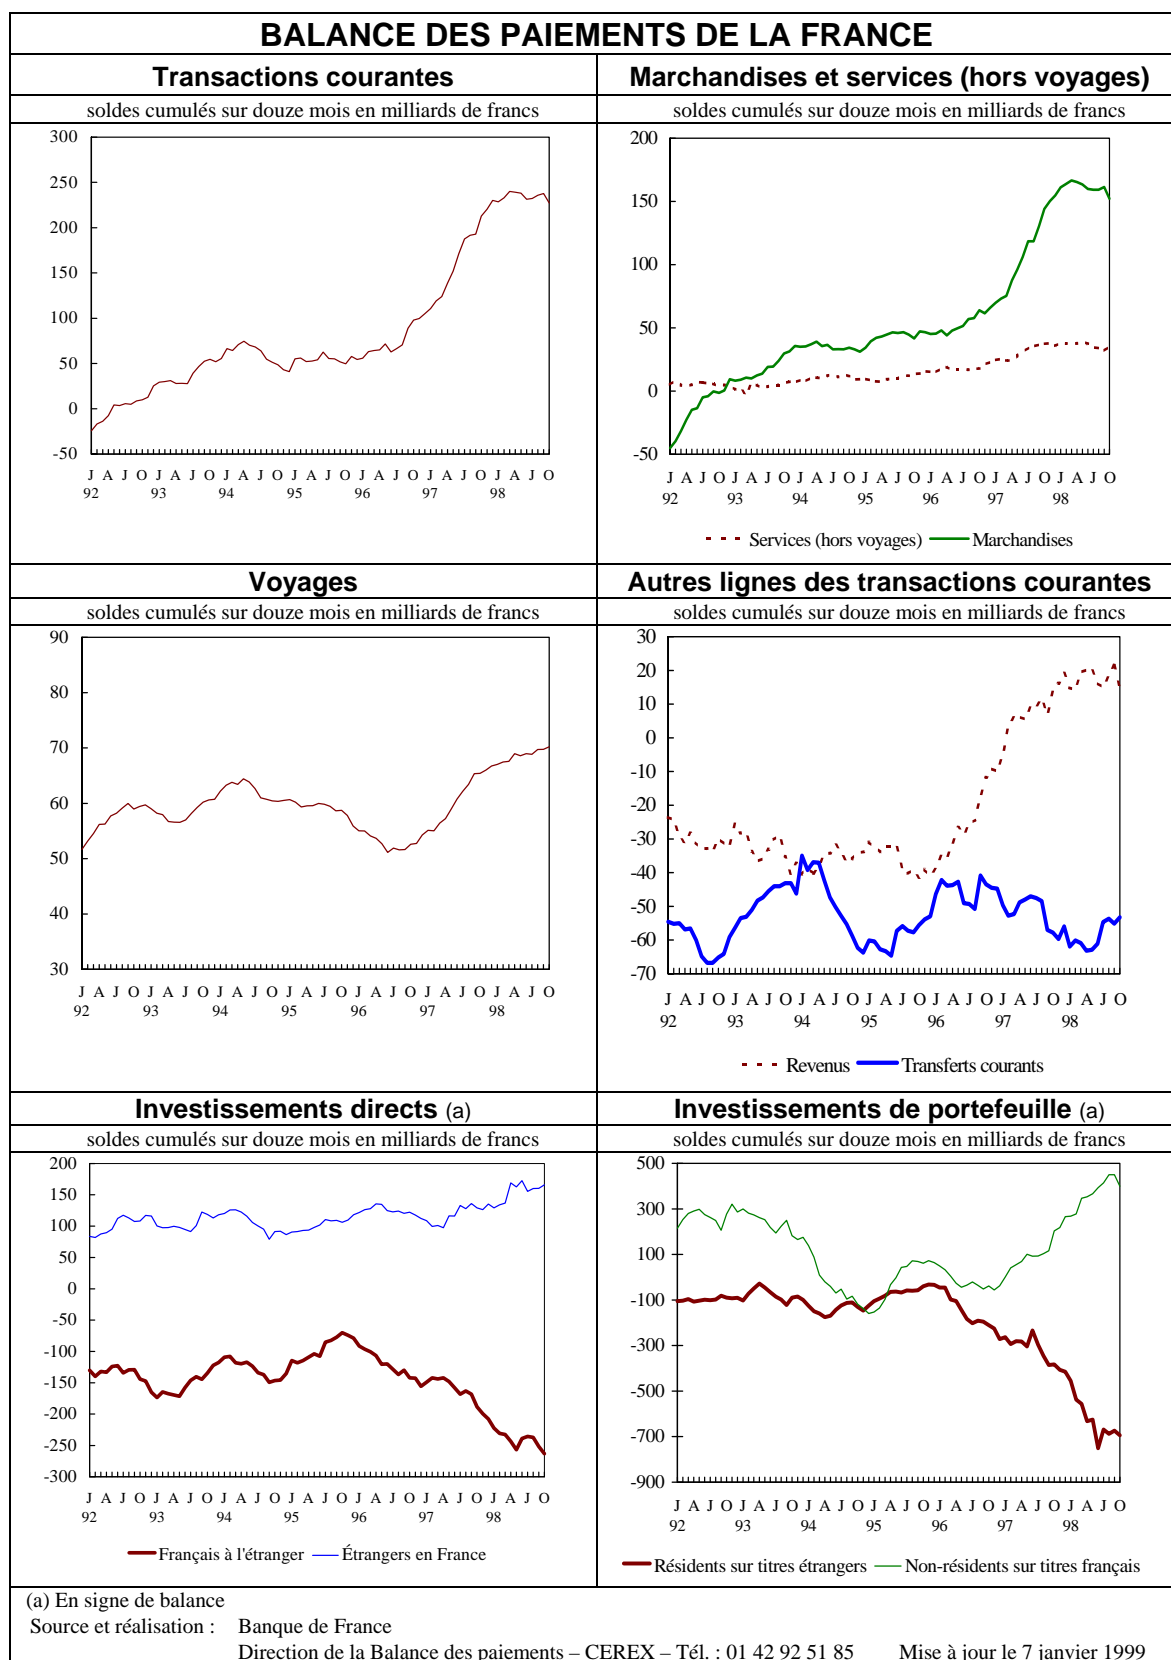 BALANCE DES PAIEMENTS DE LA FRANCE
Transactions courantes
soldes cumulés sur douze mois en milliards de francs
300
250
200
150
100
50
0
-50
J A J O J A J O J A J O J A J O J A J O J A J O J A J O
92 93 94 95 96 97 98
Marchandises et services (hors voyages)
soldes cumulés sur douze mois en milliards de francs
200
150
100
50
0
-50
J A J O J A J O J A J O J A J O J A J O J A J O J A J O
92 93 94 95 96 97 98
Services (hors voyages) Marchandises
Voyages
soldes cumulés sur douze mois en milliards de francs
90
80
70
60
50
40
30
J A J O J A J O J A J O J A J O J A J O J A J O J A J O
92 93 94 95 96 97 98
Autres lignes des transactions courantes
soldes cumulés sur douze mois en milliards de francs
30
20
10
0
-10
-20
-30
-40
-50
-60
-70
J A J O J A J O J A J O J A J O J A J O J A J O J A J O
92 93 94 95 96 97 98
Revenus Transferts courants
Investissements directs (a)
soldes cumulés sur douze mois en milliards de francs
200
150
100
50
0
-50
-100
-150
-200
-250
-300
J A J O J A J O J A J O J A J O J A J O J A J O J A J O
92 93 94 95 96 97 98
Français à l'étranger Étrangers en France
Investissements de portefeuille (a)
soldes cumulés sur douze mois en milliards de francs
500
300
100
-100
-300
-500
-700
-900
J A J O J A J O J A J O J A J O J A J O J A J O J A J O
92 93 94 95 96 97 98
Résidents sur titres étrangers Non-résidents sur titres français
(a) En signe de balance
Source et réalisation : Banque de France
Direction de la Balance des paiements – CEREX – Tél. : 01 42 92 51 85 Mise à jour le 7 janvier 1999